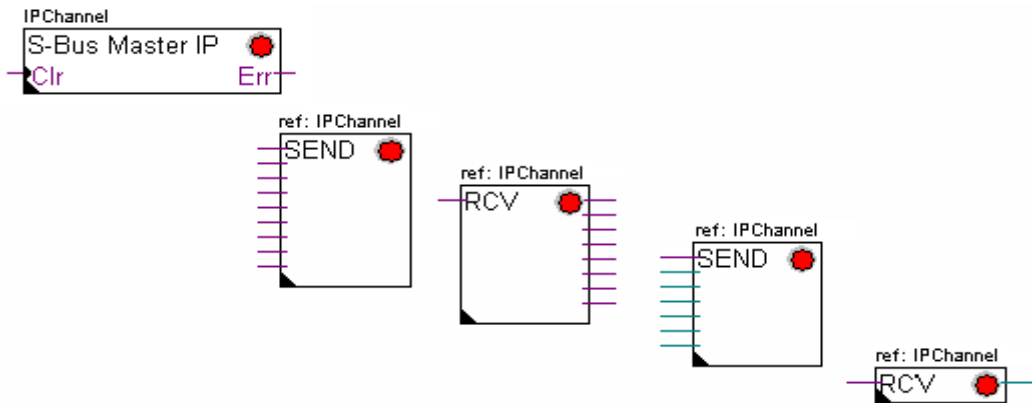 IPChannel
S-Bus Master IP
Clr Err
ref: IPChannel
SEND
ref: IPChannel
RCV
ref: IPChannel
SEND
ref: IPChannel
RCV